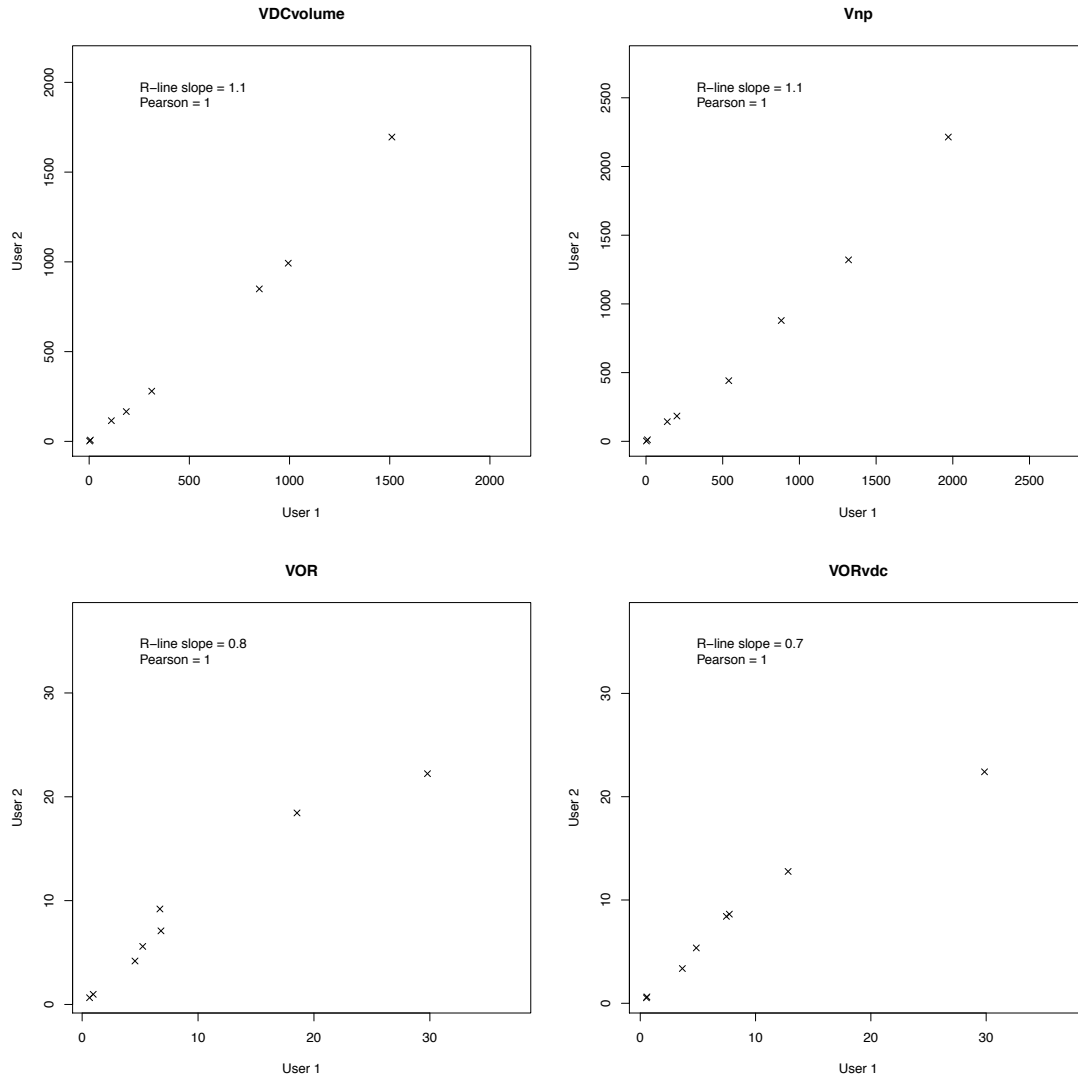 VDCvolume
R−line slope = 1.1
Pearson = 1
2000
1500
1000
500
0
User 2
0 500 1000 1500 2000
User 1
Vnp
R−line slope = 1.1
Pearson = 1
2500
2000
1500
1000
500
0
User 2
0 500 1000 1500 2000 2500
User 1
VOR
R−line slope = 0.8
Pearson = 1
30
20
10
0
User 2
0 10 20 30
User 1
VORvdc
R−line slope = 0.7
Pearson = 1
30
20
10
0
User 2
0 10 20 30
User 1